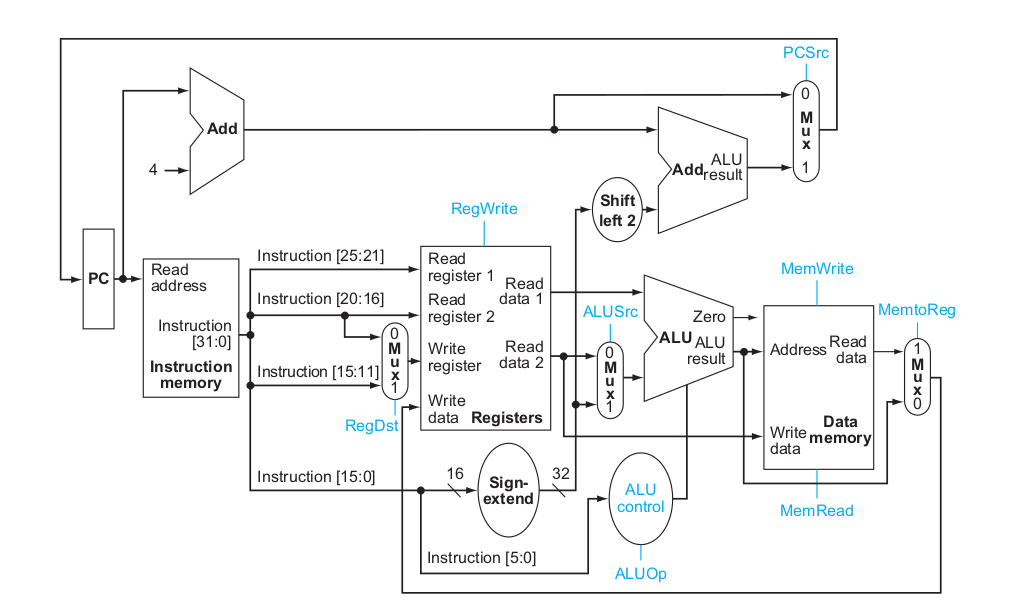 PCSrc
0
M
u
x
1
Add
4
Add
ALU
result
Shift
left 2
RegWrite
PC
Read
address
Instruction
[31:0]
Instruction
memory
Instruction [25:21]
Instruction [20:16]
Instruction [15:11]
Instruction [15:0]
0
M
u
x
1
RegDst
Read
register 1
Read
register 2
Write
register
Write
data
Read
data 1
Read
data 2
Registers
ALUSrc
0
M
u
x
1
Zero
ALU
ALU
result
MemWrite
Address
Read
data
Write
data
Data
memory
MemRead
MemtoReg
1
M
u
x
0
16
Sign-
extend
32
ALU
control
ALUOp
Instruction [5:0]